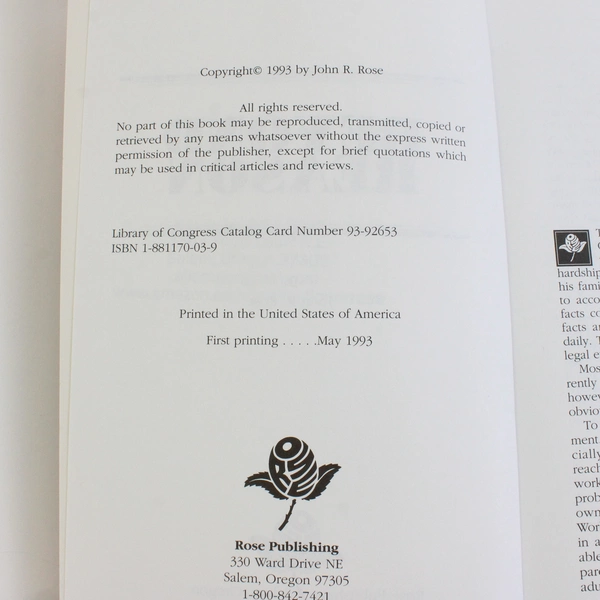 Copyright© 1993 by John R. Rose
All rights reserved.
No part of this book may be reproduced, transmitted, copied or
retrieved by any means whatsoever without the express written
permission of the publisher, except for brief quotations which
may be used in critical articles and reviews.
Library of Congress Catalog Card Number 93-92653
ISBN 1-881170-03-9
Printed in the United States of America
First printing . . . . .May 1993
ROSE
Rose Publishing
330 Ward Drive NE
Salem, Oregon 97305
1-800-842-7421
hardship
his fami
to acco
facts co
facts a
daily. T
legal e
Mos
rently
howev
obvio
To
ment
cially
reach
work
prob
own
Wor
in a
able
par
adu